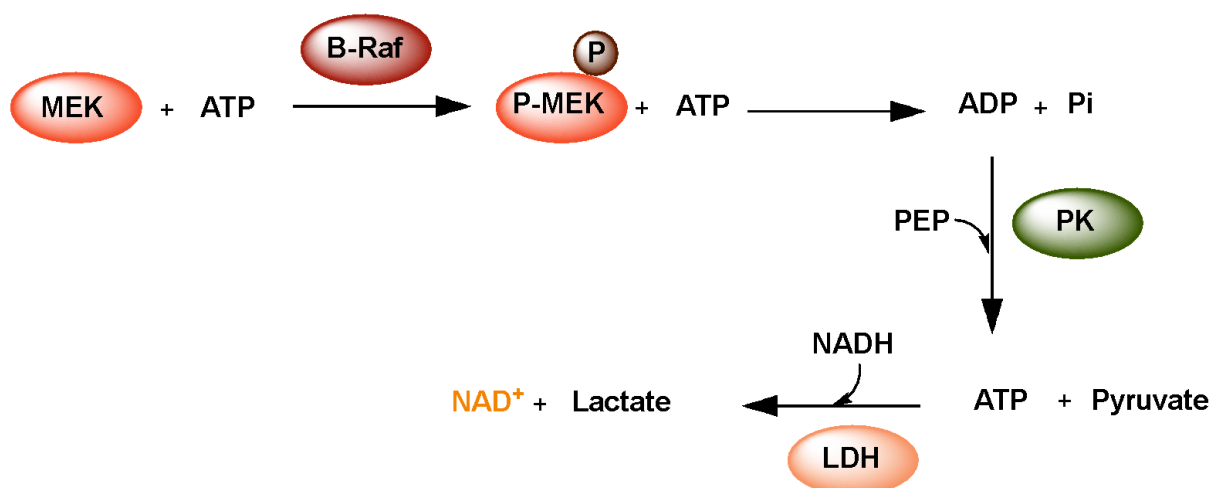 B-Raf
P
MEK + ATP P-MEK + ATP ADP + Pi
PEP PK
NADH
NAD⁺ + Lactate ATP + Pyruvate
LDH